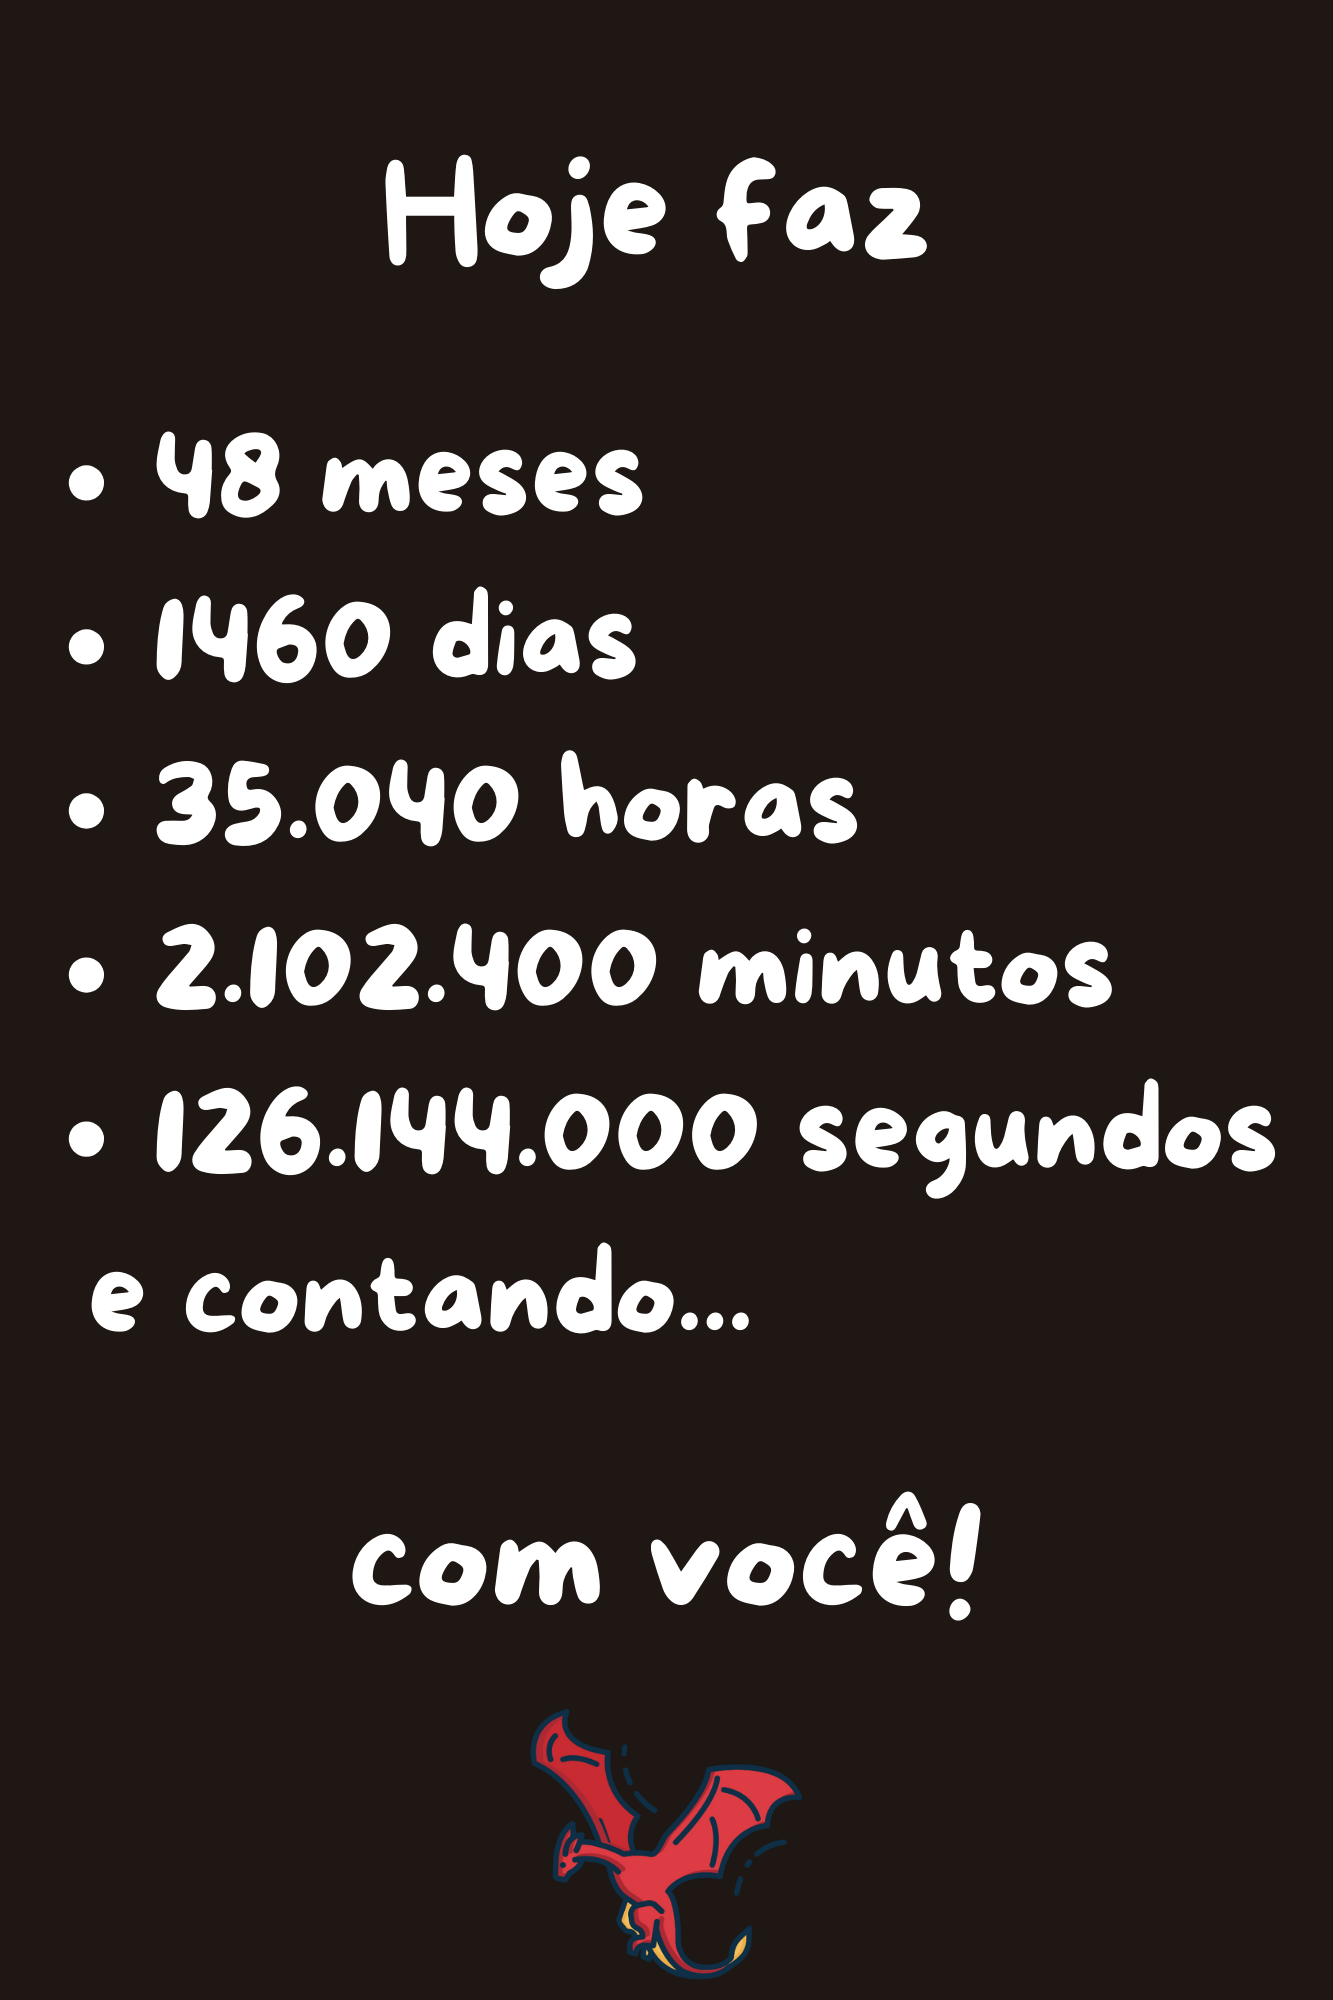 Hoje faz
• 48 meses
• 1460 dias
• 35.040 horas
• 2.102.400 minutos
• 126.144.000 segundos
e contando...
com você!